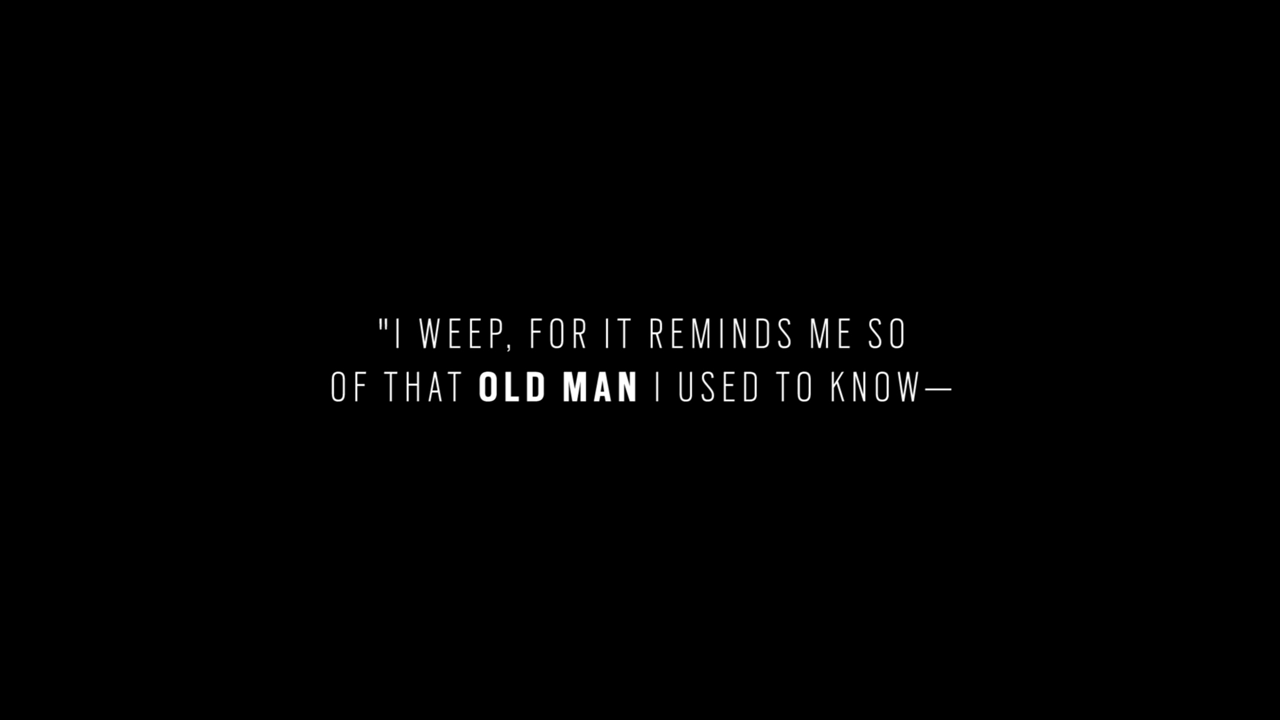 "I WEEP, FOR IT REMINDS ME SO
OF THAT OLD MAN I USED TO KNOW—